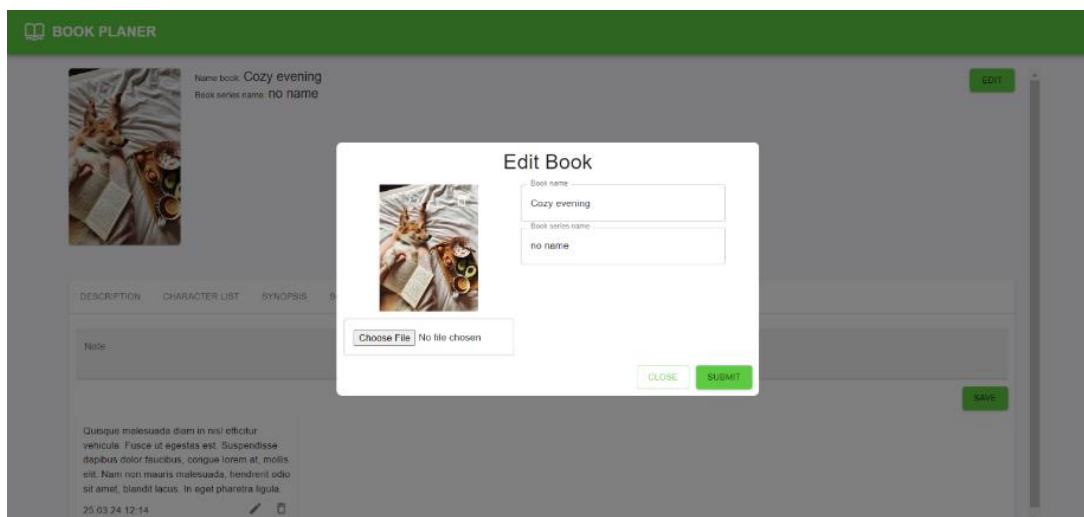 BOOK PLANER
Name book: Cozy evening
Book series name: no name
EDIT
Edit Book
Book name
Cozy evening
Book series name
no name
Choose File No file chosen
CLOSE
SUBMIT
DESCRIPTION
CHARACTER LIST
SYNOPSIS
Note
SAVE
Quisque malesuada diam in nisl efficitur
vehicula. Fusce ut egestas est. Suspendisse
dapibus dolor faucibus, congue lorem at, mollis
elit. Nam non mauris malesuada, hendrerit odio
sit amet, blandit lacus. In eget pharetra ligula.
25.03.24 12:14